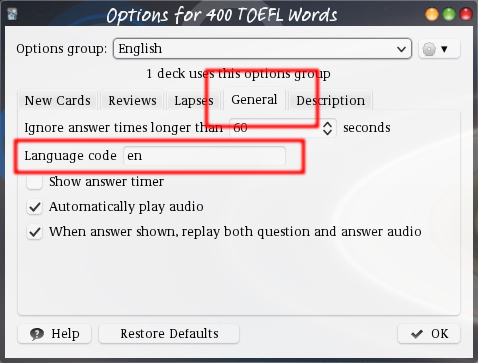 Options for 400 TOEFL Words
Options group: English
1 deck uses this options group
New Cards Reviews Lapses General Description
Ignore answer times longer than 60 seconds
Language code en
Show answer timer
Automatically play audio
When answer shown, replay both question and answer audio
Help Restore Defaults OK